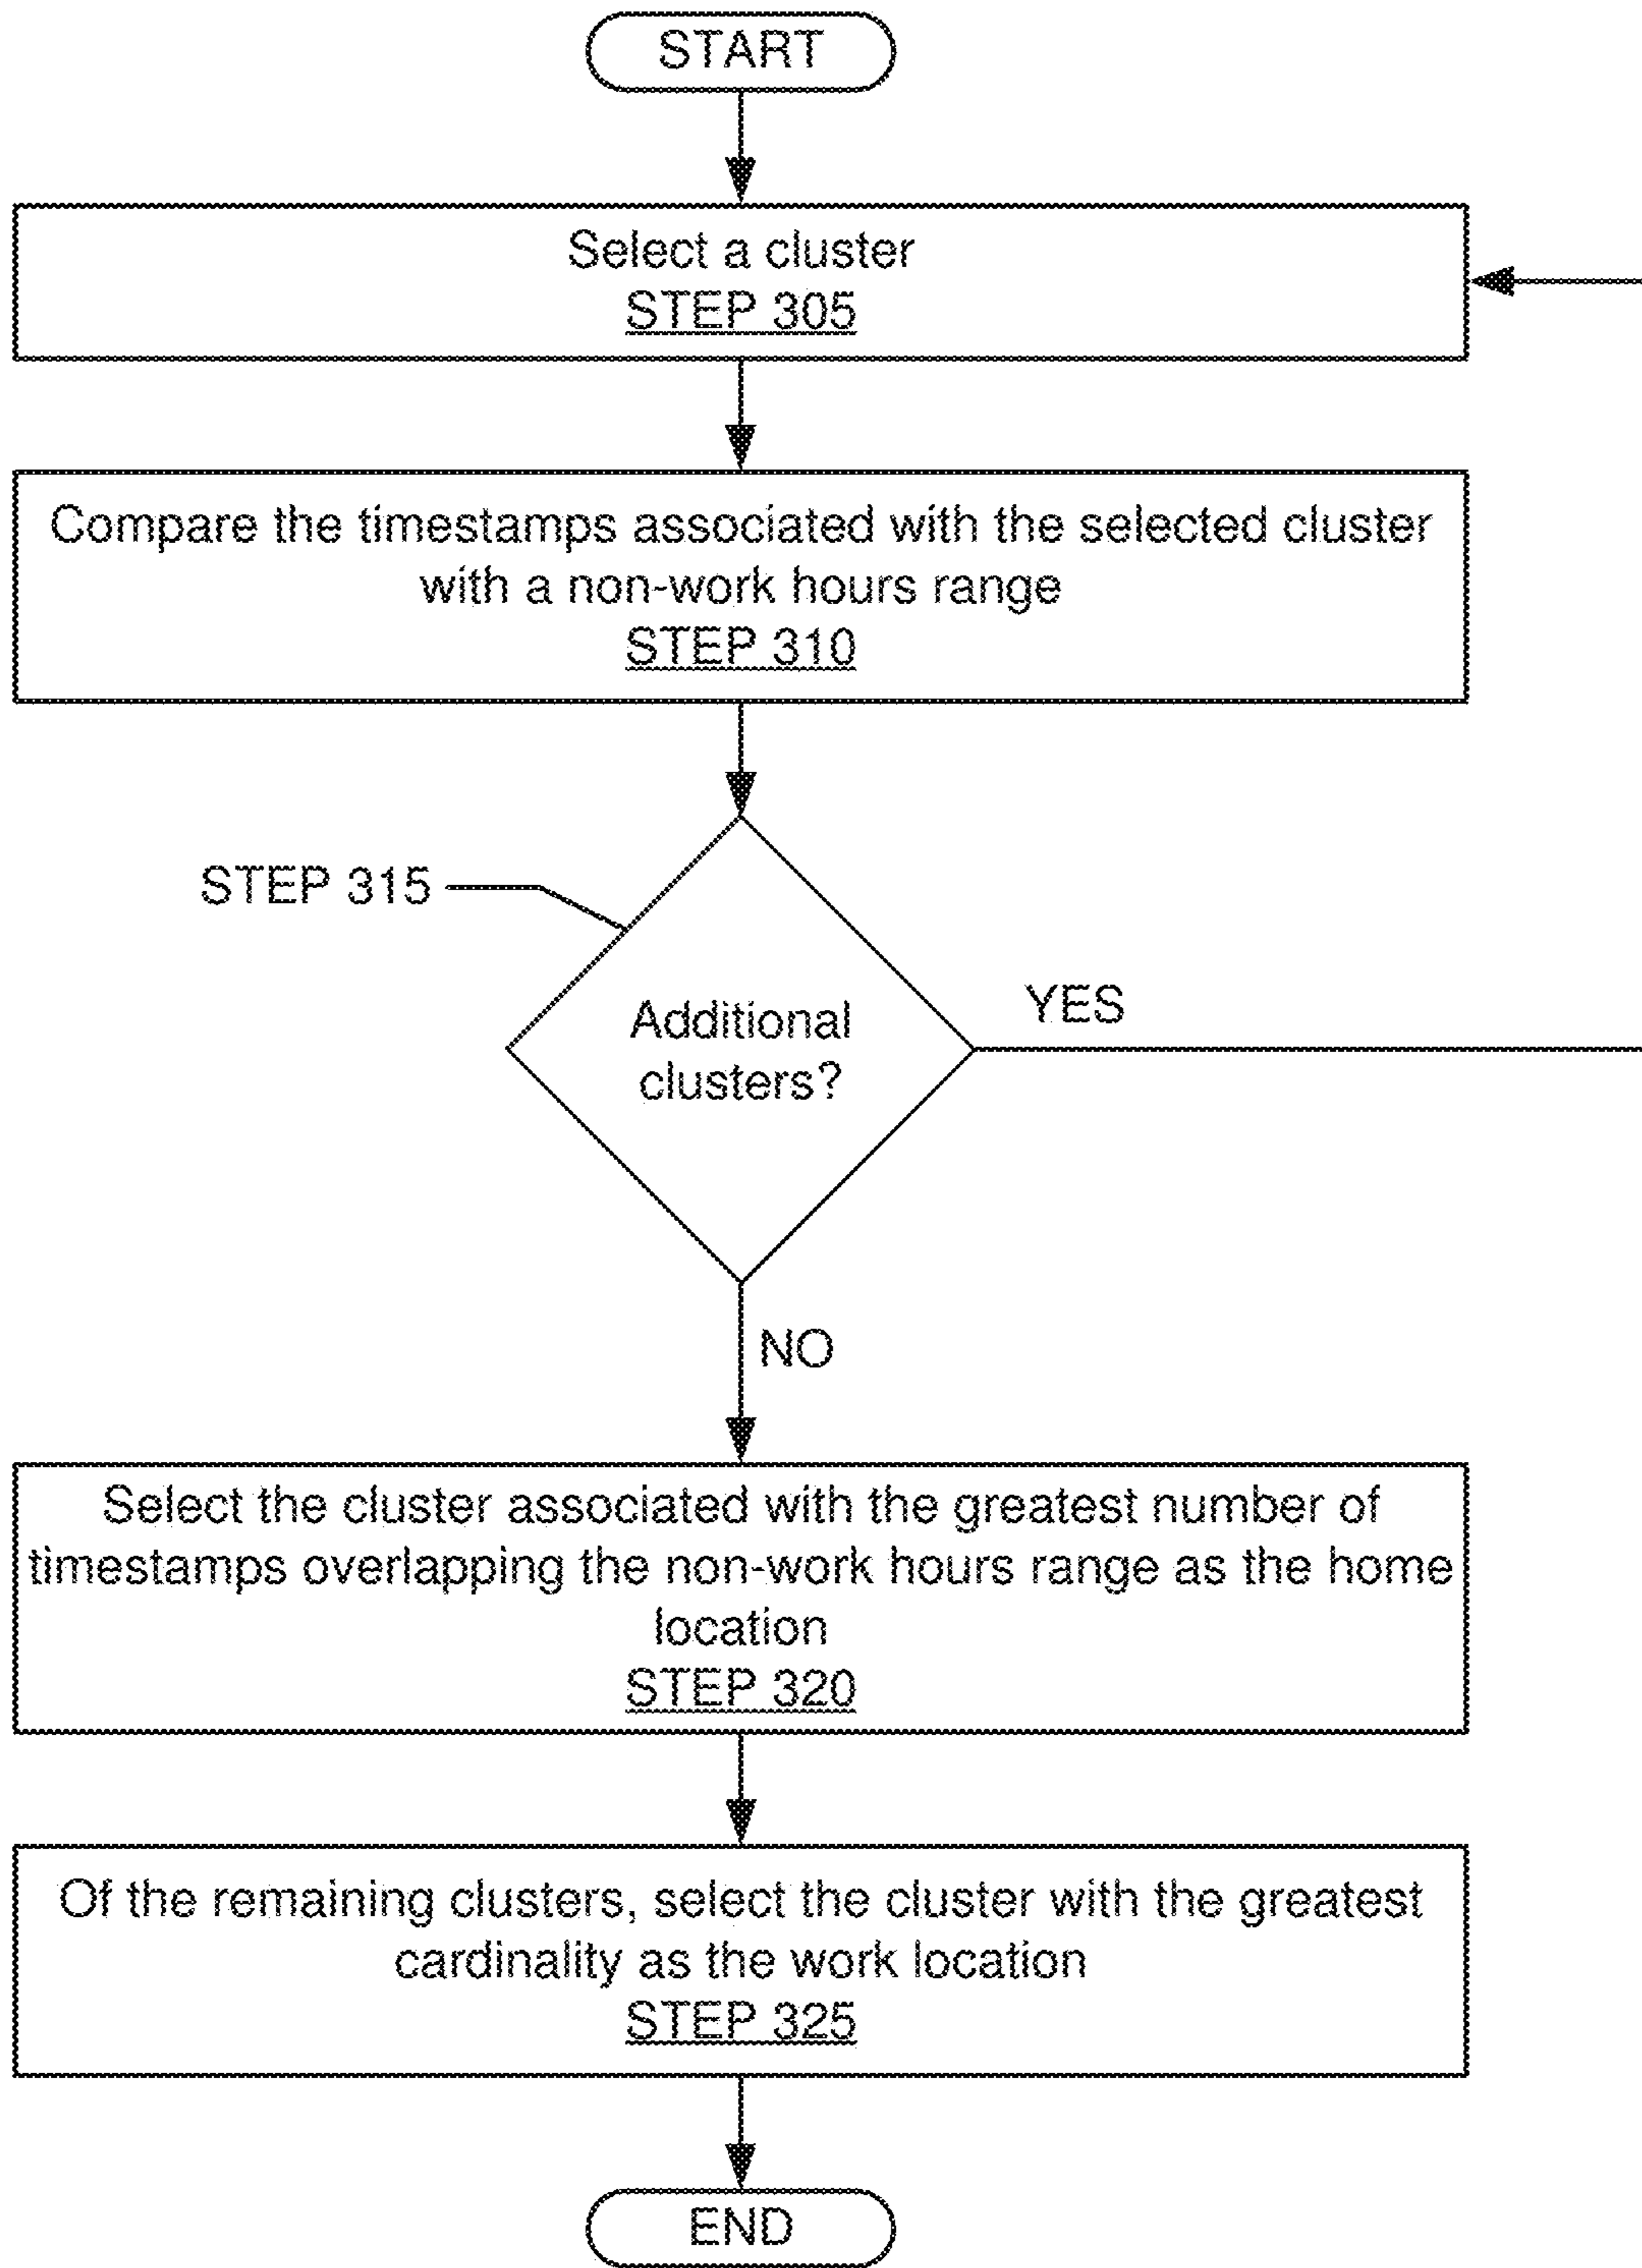 START
Select a cluster
STEP 305
Compare the timestamps associated with the selected cluster
with a non-work hours range
STEP 310
STEP 315
Additional
clusters?
YES
NO
Select the cluster associated with the greatest number of
timestamps overlapping the non-work hours range as the home
location
STEP 320
Of the remaining clusters, select the cluster with the greatest
cardinality as the work location
STEP 325
END